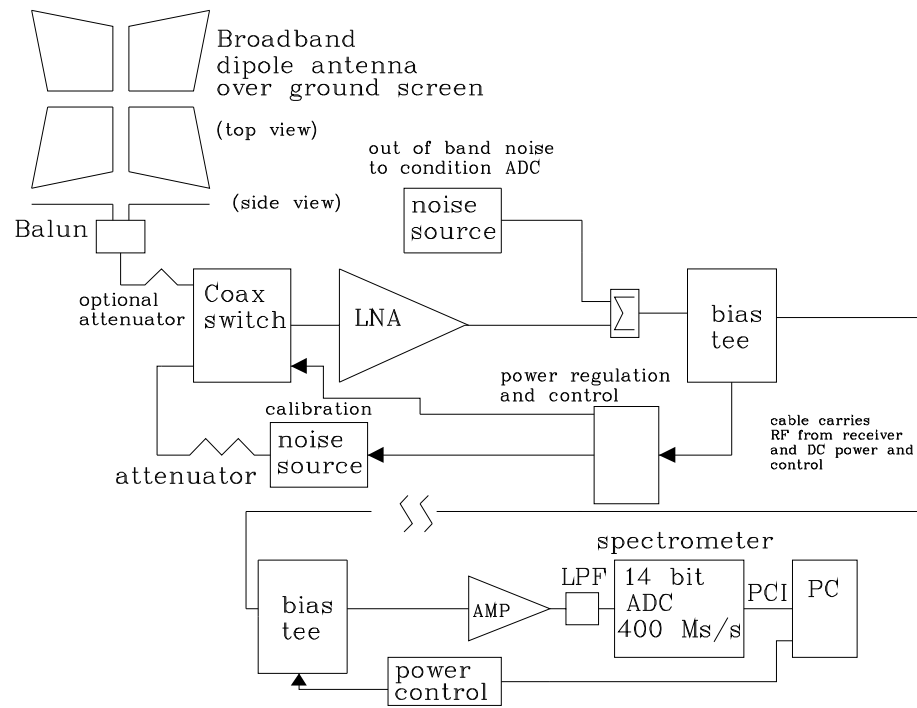 Broadband
dipole antenna
over ground screen
(top view)
out of band noise
to condition ADC
(side view)
noise
source
Balun
optional
attenuator
Coax
switch
LNA
Σ
bias
tee
power regulation
and control
calibration
noise
source
attenuator
cable carries
RF from receiver
and DC power and
control
spectrometer
bias
tee
AMP
LPF
14 bit
ADC
400 Ms/s
PCI
PC
power
control